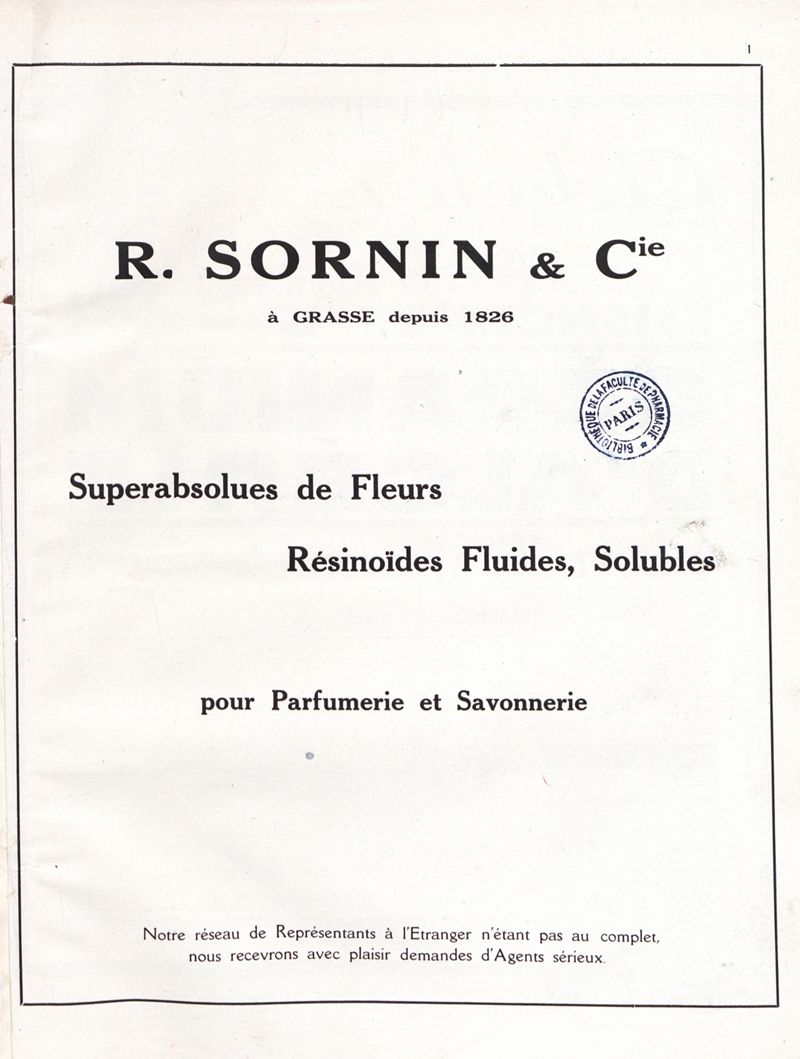 1
R. SORNIN & Cie
à GRASSE depuis 1826
BIBLIOTHÈQUE DE LA FACULTÉ DE PHARMACIE
PARIS
Superabsolues de Fleurs
Résinoïdes Fluides, Solubles
pour Parfumerie et Savonnerie
Notre réseau de Représentants à l'Etranger n'étant pas au complet,
nous recevrons avec plaisir demandes d'Agents sérieux.